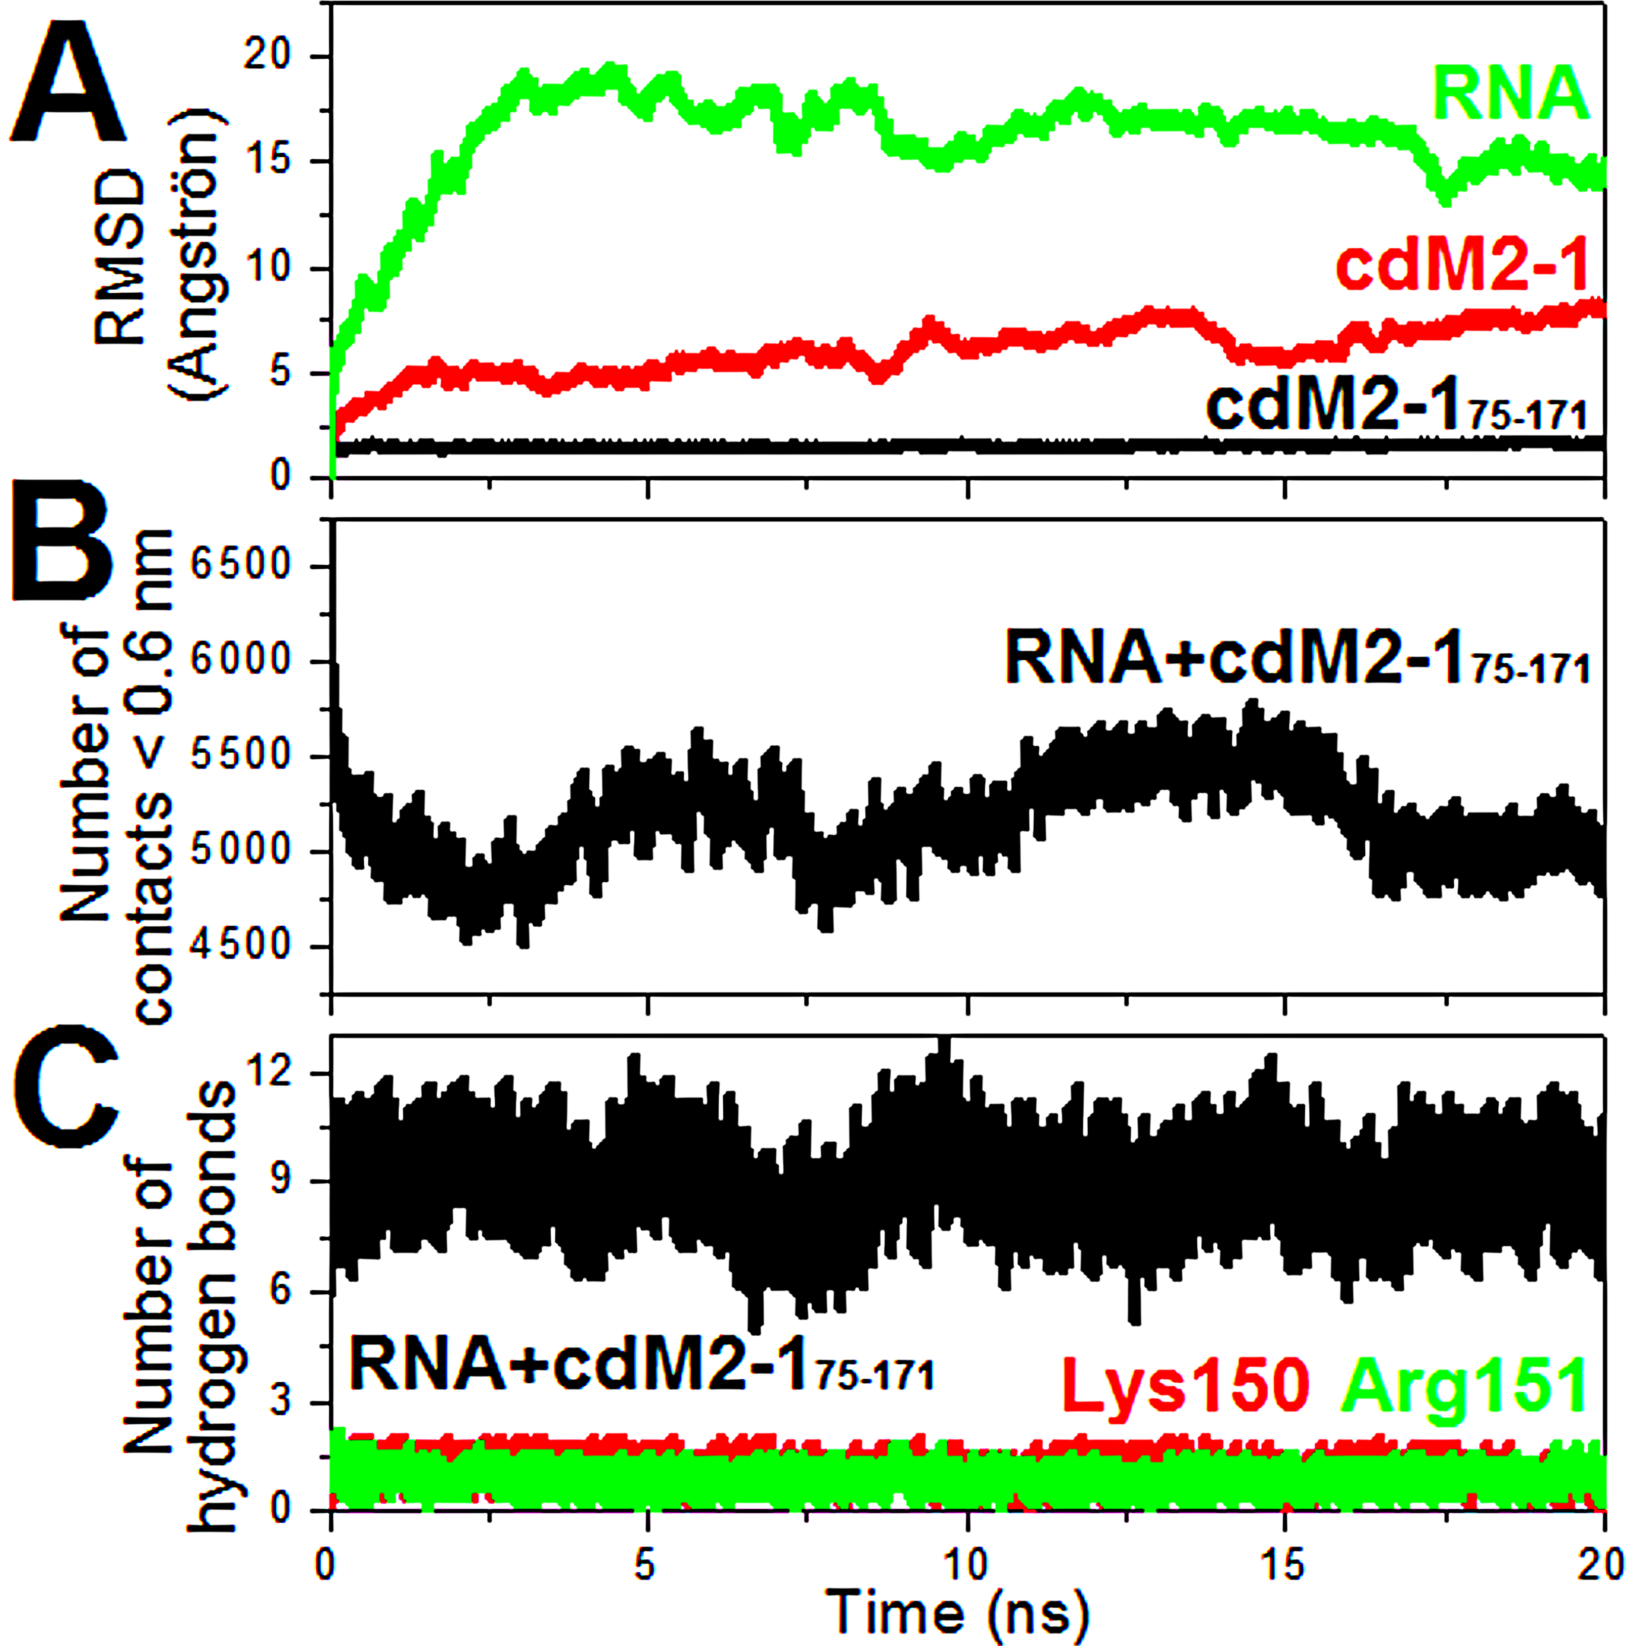 A
RMSD
(Angströn)
20
15
10
5
0
RNA
cdM2-1
cdM2-175-171
B
Number of
contacts < 0.6 nm
6500
6000
5500
5000
4500
RNA+cdM2-175-171
C
Number of
hydrogen bonds
12
9
6
3
0
RNA+cdM2-175-171
Lys150 Arg151
0 5 10 15 20
Time (ns)